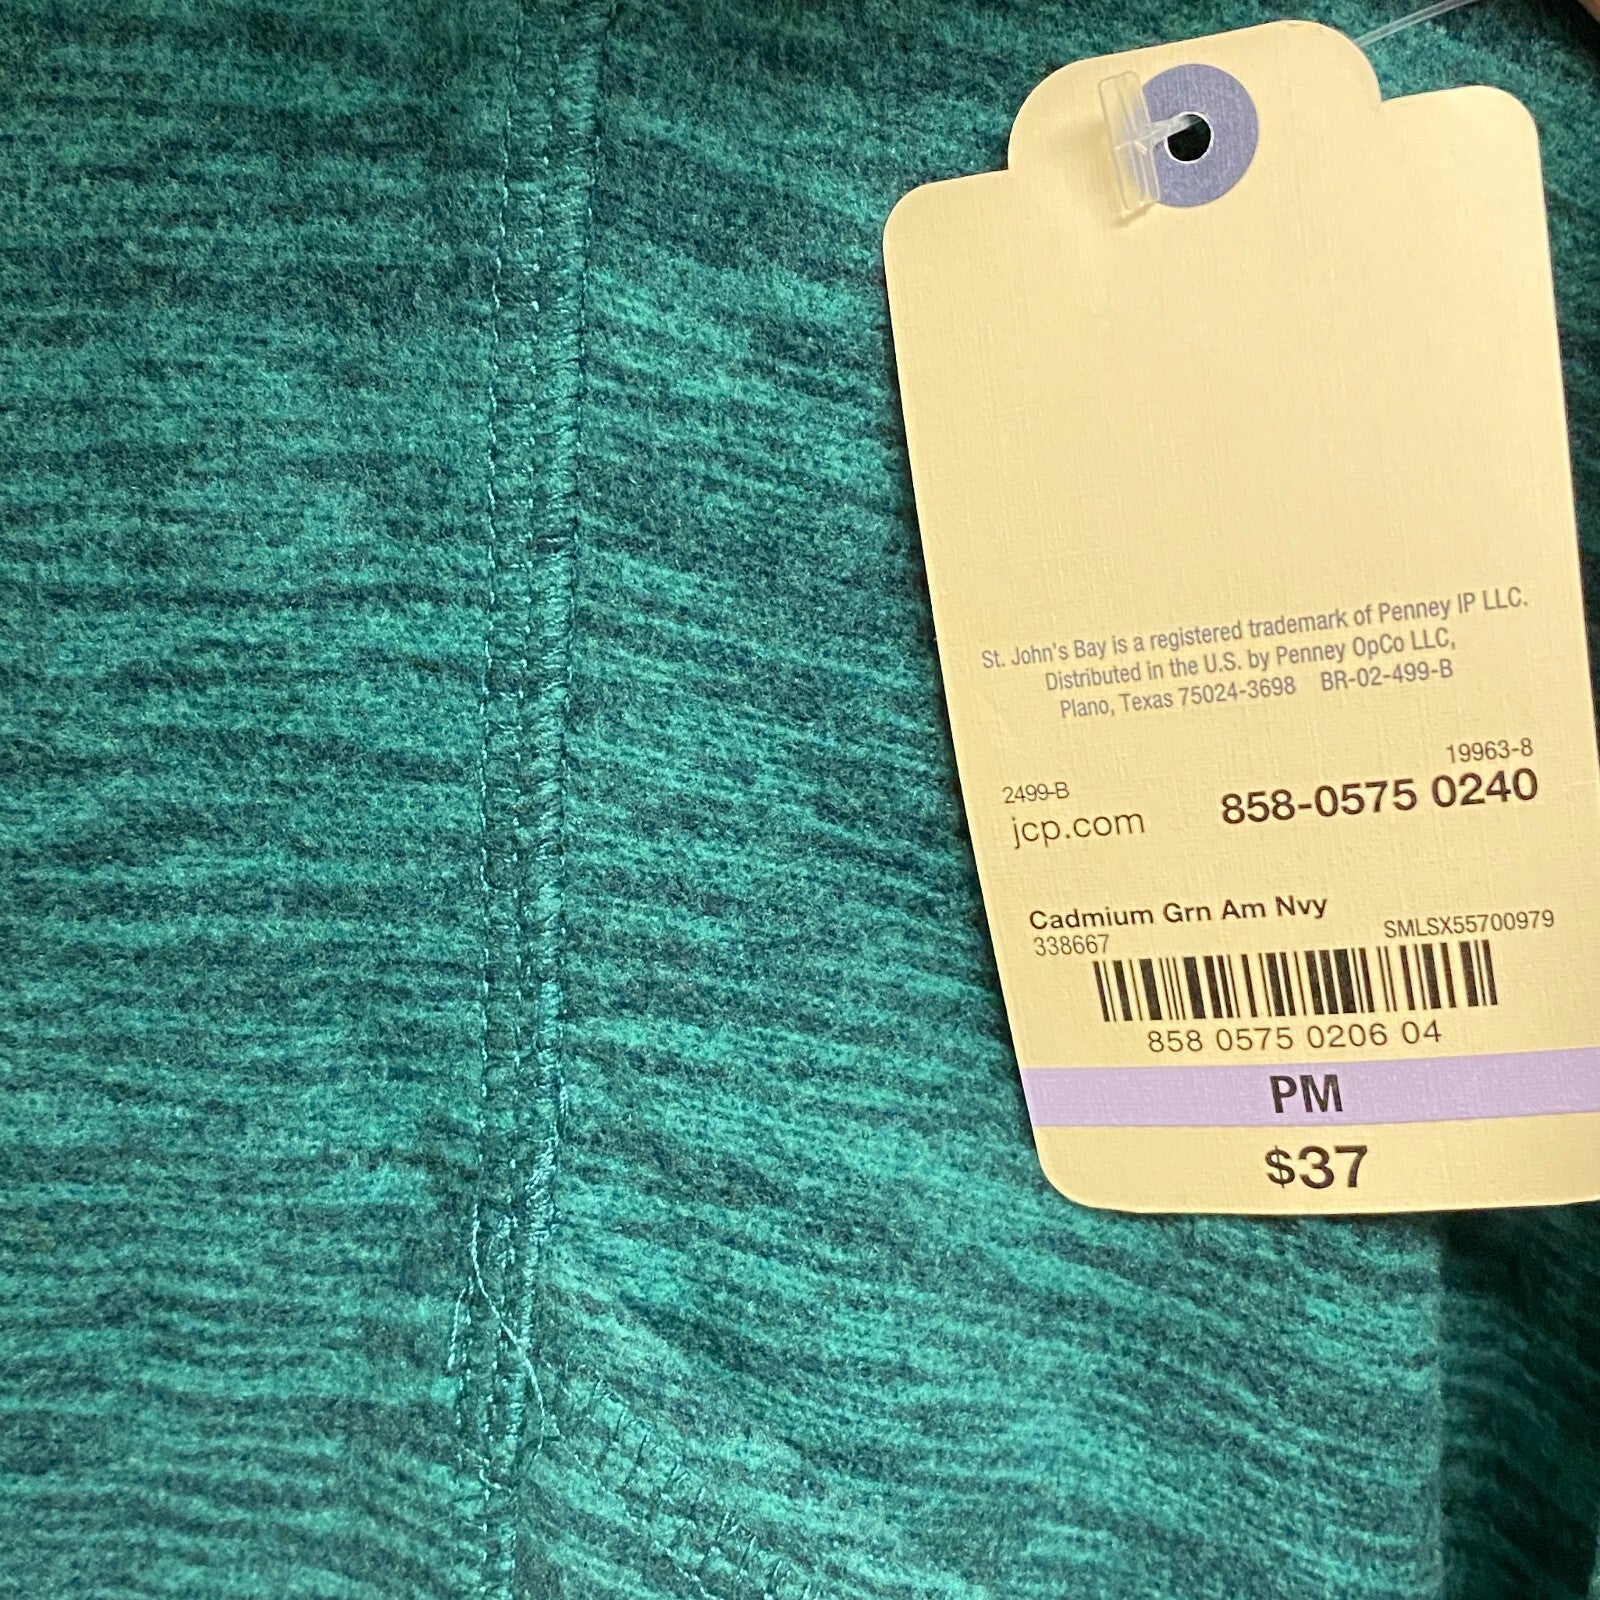 St. John's Bay is a registered trademark of Penney IP LLC.
Distributed in the U.S. by Penney OpCo LLC,
Plano, Texas 75024-3698 BR-02-499-B
19963-8
2499-B
jcp.com 858-0575 0240
Cadmium Grn Am Nvy
338667 SMLSX55700979
858 0575 0206 04
PM
$37